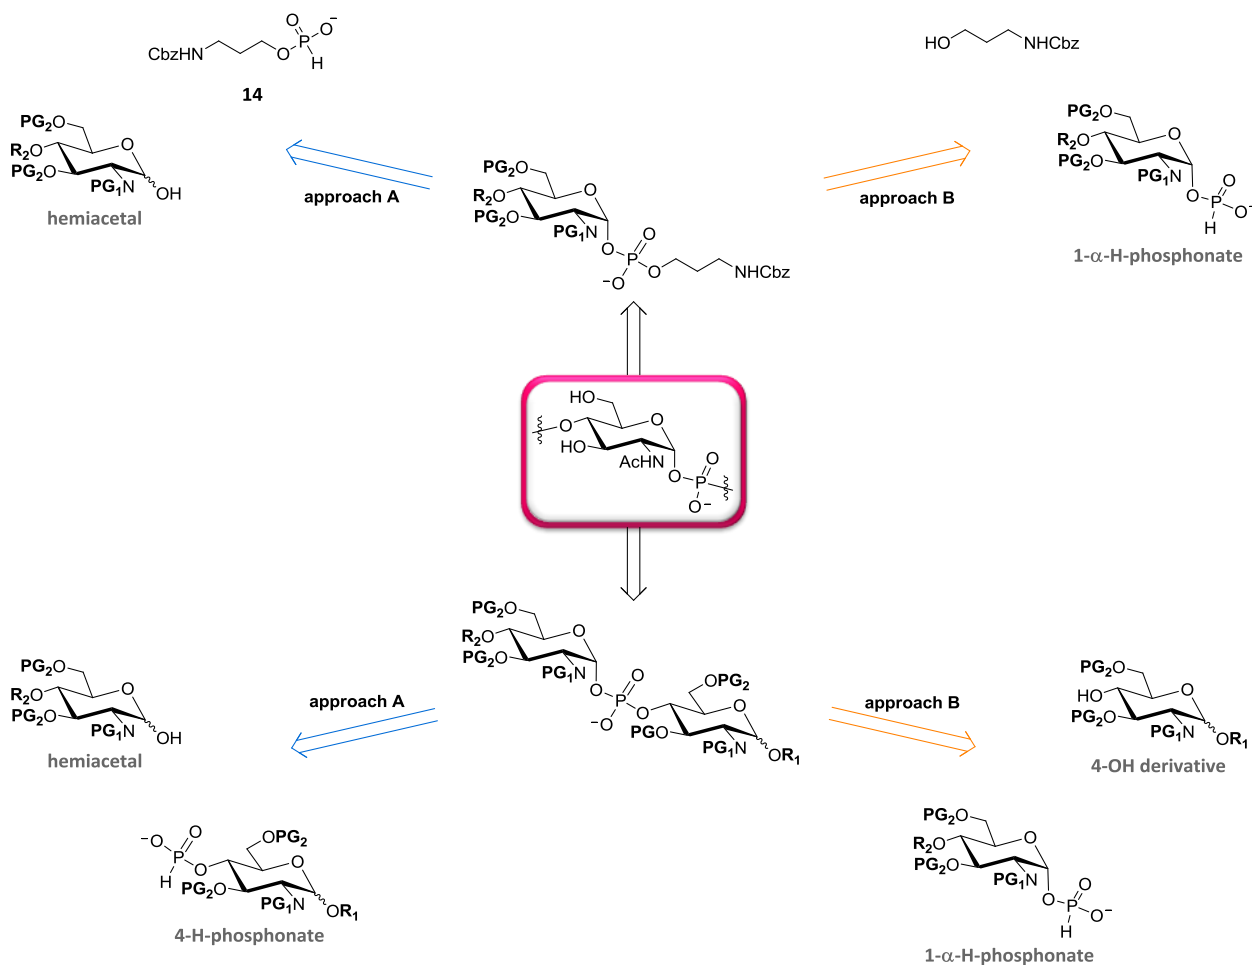 CbzHN O P O O− H
14
HO NHCbz
PG2O O R2O PG2O PG1N OH
hemiacetal
approach A
PG2O O R2O PG2O PG1N O P O −O O NHCbz
approach B
PG2O O R2O PG2O PG1N O P O H O−
1-α-H-phosphonate
HO O O HO AcHN O P O O−
PG2O O R2O PG2O PG1N OH
hemiacetal
approach A
PG2O O R2O PG2O PG1N O P O −O O OPG2 O PGO PG1N OR1
approach B
PG2O O HO PG2O PG1N OR1
4-OH derivative
−O O P H O OPG2 O PG2O PG1N OR1
4-H-phosphonate
PG2O O R2O PG2O PG1N O P O H O−
1-α-H-phosphonate